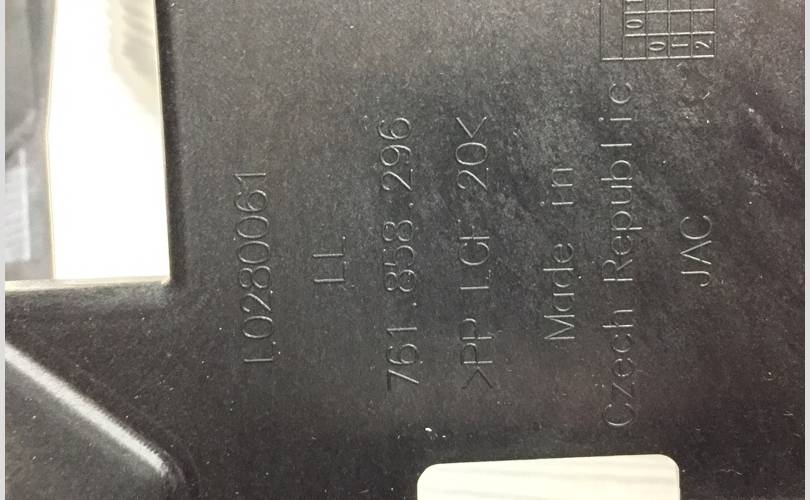 L0280061
LL
761.858.296
>PP LGF 20<
Made in
Czech Republic
JAC